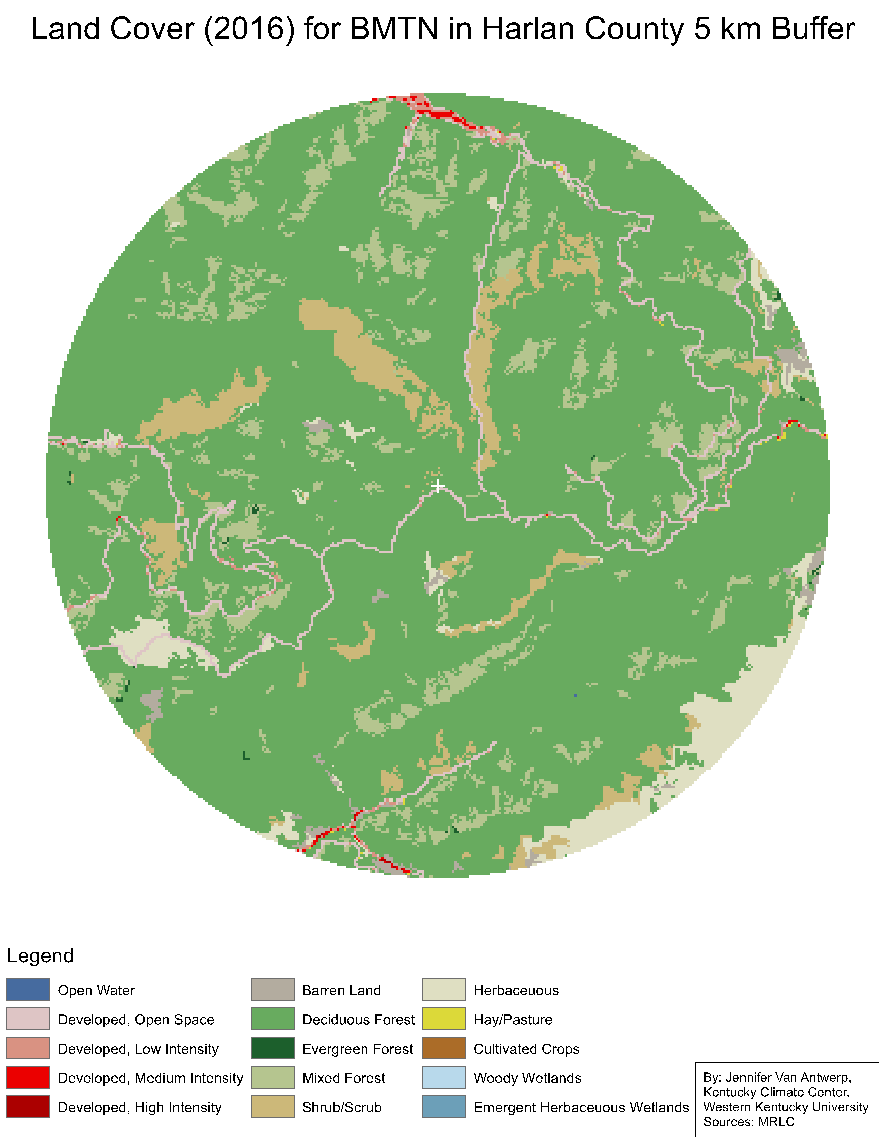 Land Cover (2016) for BMTN in Harlan County 5 km Buffer
Legend
Open Water
Developed, Open Space
Developed, Low Intensity
Developed, Medium Intensity
Developed, High Intensity
Barren Land
Deciduous Forest
Evergreen Forest
Mixed Forest
Shrub/Scrub
Herbaceuous
Hay/Pasture
Cultivated Crops
Woody Wetlands
Emergent Herbaceuous Wetlands
By: Jennifer Van Antwerp,
Kentucky Climate Center,
Western Kentucky University
Sources: MRLC